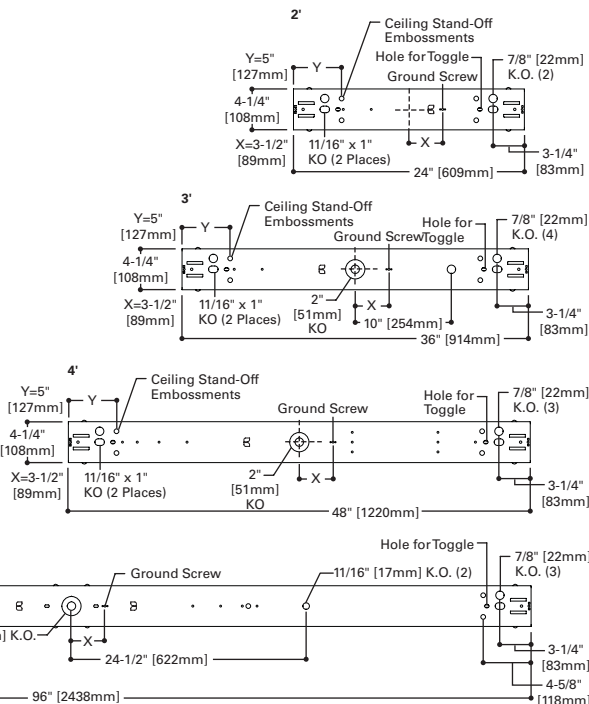 2'
Ceiling Stand-Off
Embossments
Y=5"
[127mm]
Y
Hole for Toggle
Ground Screw
7/8" [22mm]
K.O. (2)
4-1/4"
[108mm]
X=3-1/2"
[89mm]
11/16" x 1"
KO (2 Places)
X
3-1/4"
[83mm]
24" [609mm]
3'
Ceiling Stand-Off
Embossments
Y=5"
[127mm]
Y
Ground Screw
Hole for
Toggle
7/8" [22mm]
K.O. (4)
4-1/4"
[108mm]
X=3-1/2"
[89mm]
11/16" x 1"
KO (2 Places)
2"
[51mm]
KO
X
10" [254mm]
3-1/4"
[83mm]
36" [914mm]
4'
Ceiling Stand-Off
Embossments
Y=5"
[127mm]
Y
Ground Screw
Hole for
Toggle
7/8" [22mm]
K.O. (3)
4-1/4"
[108mm]
X=3-1/2"
[89mm]
11/16" x 1"
KO (2 Places)
2"
[51mm]
KO
X
3-1/4"
[83mm]
48" [1220mm]
Hole for Toggle
Ground Screw
11/16" [17mm] K.O. (2)
7/8" [22mm]
K.O. (3)
] K.O.
X
24-1/2" [622mm]
3-1/4"
[83mm]
4-5/8"
[118mm]
96" [2438mm]